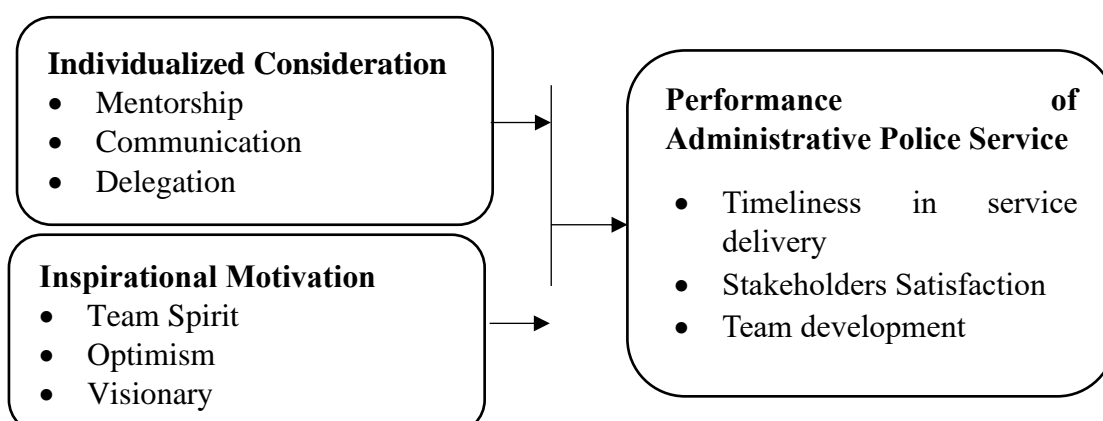 Individualized Consideration
• Mentorship
• Communication
• Delegation
Inspirational Motivation
• Team Spirit
• Optimism
• Visionary
Performance of
Administrative Police Service
• Timeliness in service
delivery
• Stakeholders Satisfaction
• Team development